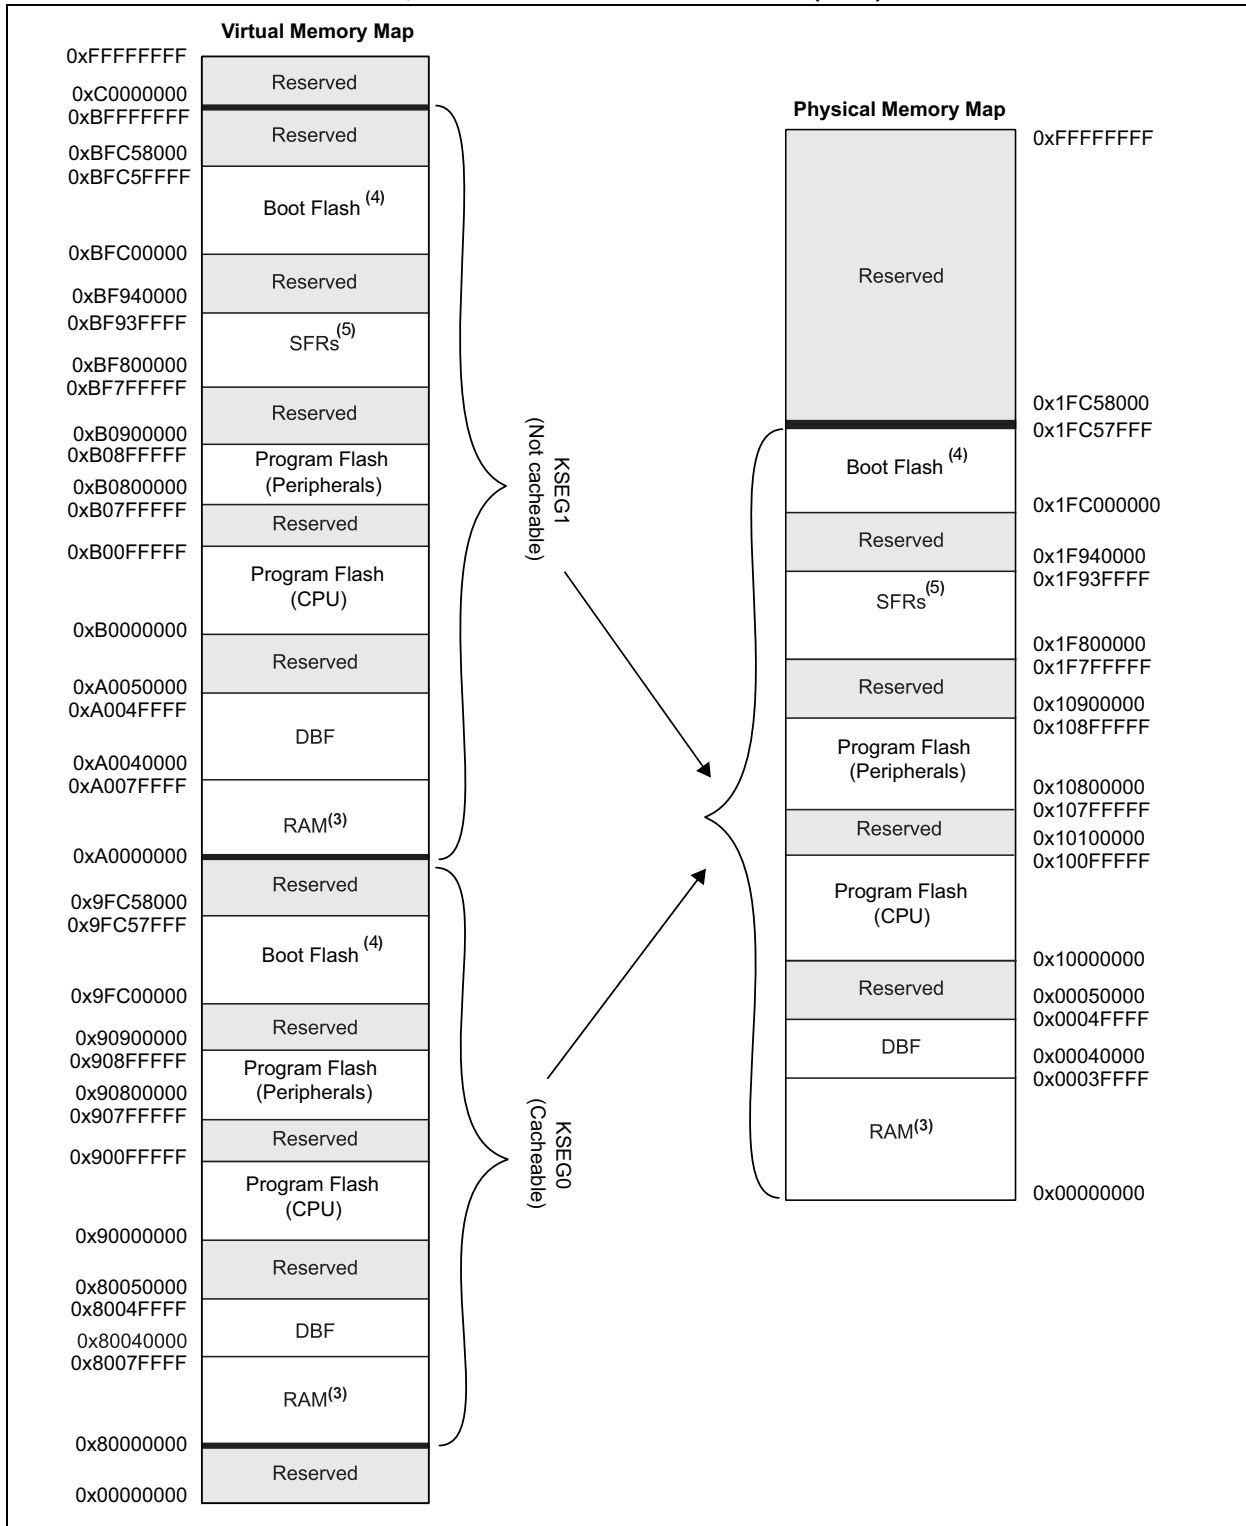 Virtual Memory Map
0xFFFFFFFF
Reserved
0xC0000000
0xBFFFFFFF
Reserved
0xBFC58000
0xBFC5FFFF
Boot Flash (4)
0xBFC00000
Reserved
0xBF940000
0xBF93FFFF
SFRs(5)
0xBF800000
0xBF7FFFFF
Reserved
0xB0900000
0xB08FFFFF
Program Flash
(Peripherals)
0xB0800000
0xB07FFFFF
Reserved
0xB00FFFFF
Program Flash
(CPU)
0xB0000000
Reserved
0xA0050000
0xA004FFFF
DBF
0xA0040000
0xA007FFFF
RAM(3)
0xA0000000
Reserved
0x9FC58000
0x9FC57FFF
Boot Flash (4)
0x9FC00000
Reserved
0x90900000
0x908FFFFF
Program Flash
(Peripherals)
0x90800000
0x907FFFFF
Reserved
0x900FFFFF
Program Flash
(CPU)
0x90000000
Reserved
0x80050000
0x8004FFFF
DBF
0x80040000
0x8007FFFF
RAM(3)
0x80000000
Reserved
0x00000000
KSEG1
(Not cacheable)
KSEG0
(Cacheable)
Physical Memory Map
0xFFFFFFFF
Reserved
0x1FC58000
0x1FC57FFF
Boot Flash (4)
0x1FC000000
Reserved
0x1F940000
0x1F93FFFF
SFRs(5)
0x1F800000
0x1F7FFFFF
Reserved
0x10900000
0x108FFFFF
Program Flash
(Peripherals)
0x10800000
0x107FFFFF
Reserved
0x10100000
0x100FFFFF
Program Flash
(CPU)
0x10000000
Reserved
0x00050000
0x0004FFFF
DBF
0x00040000
0x0003FFFF
RAM(3)
0x00000000